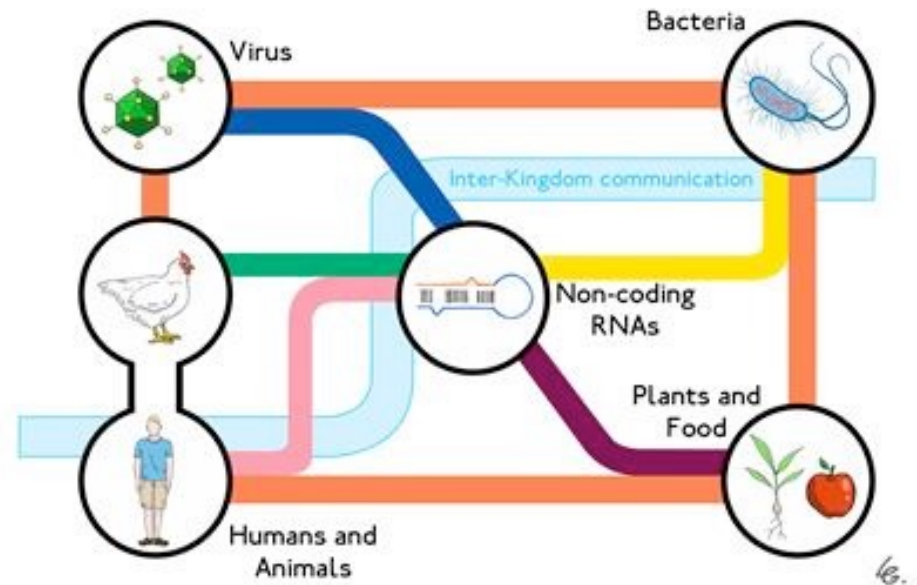 Bacteria
Virus
Inter-Kingdom communication
Non-coding
RNAs
Plants and
Food
Humans and
Animals